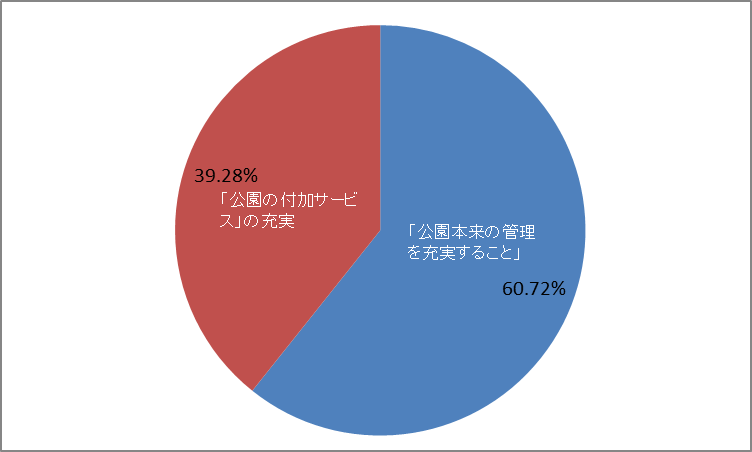 39.28%
「公園の付加サービ
ス」の充実
「公園本来の管理
を充実すること」
60.72%